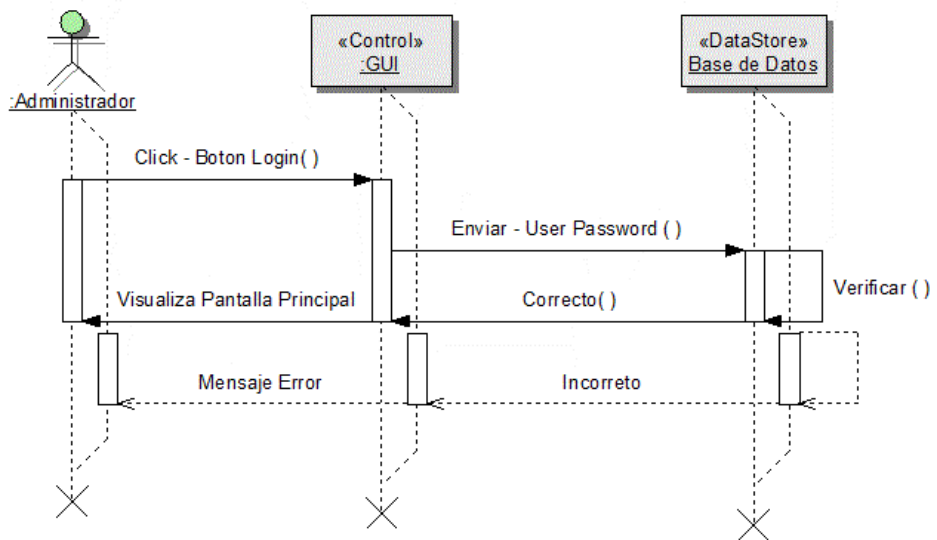 «Control»
:GUI
«DataStore»
Base de Datos
:Administrador
Click - Boton Login( )
Enviar - User Password ( )
Verificar ( )
Visualiza Pantalla Principal
Correcto( )
Mensaje Error
Incorreto